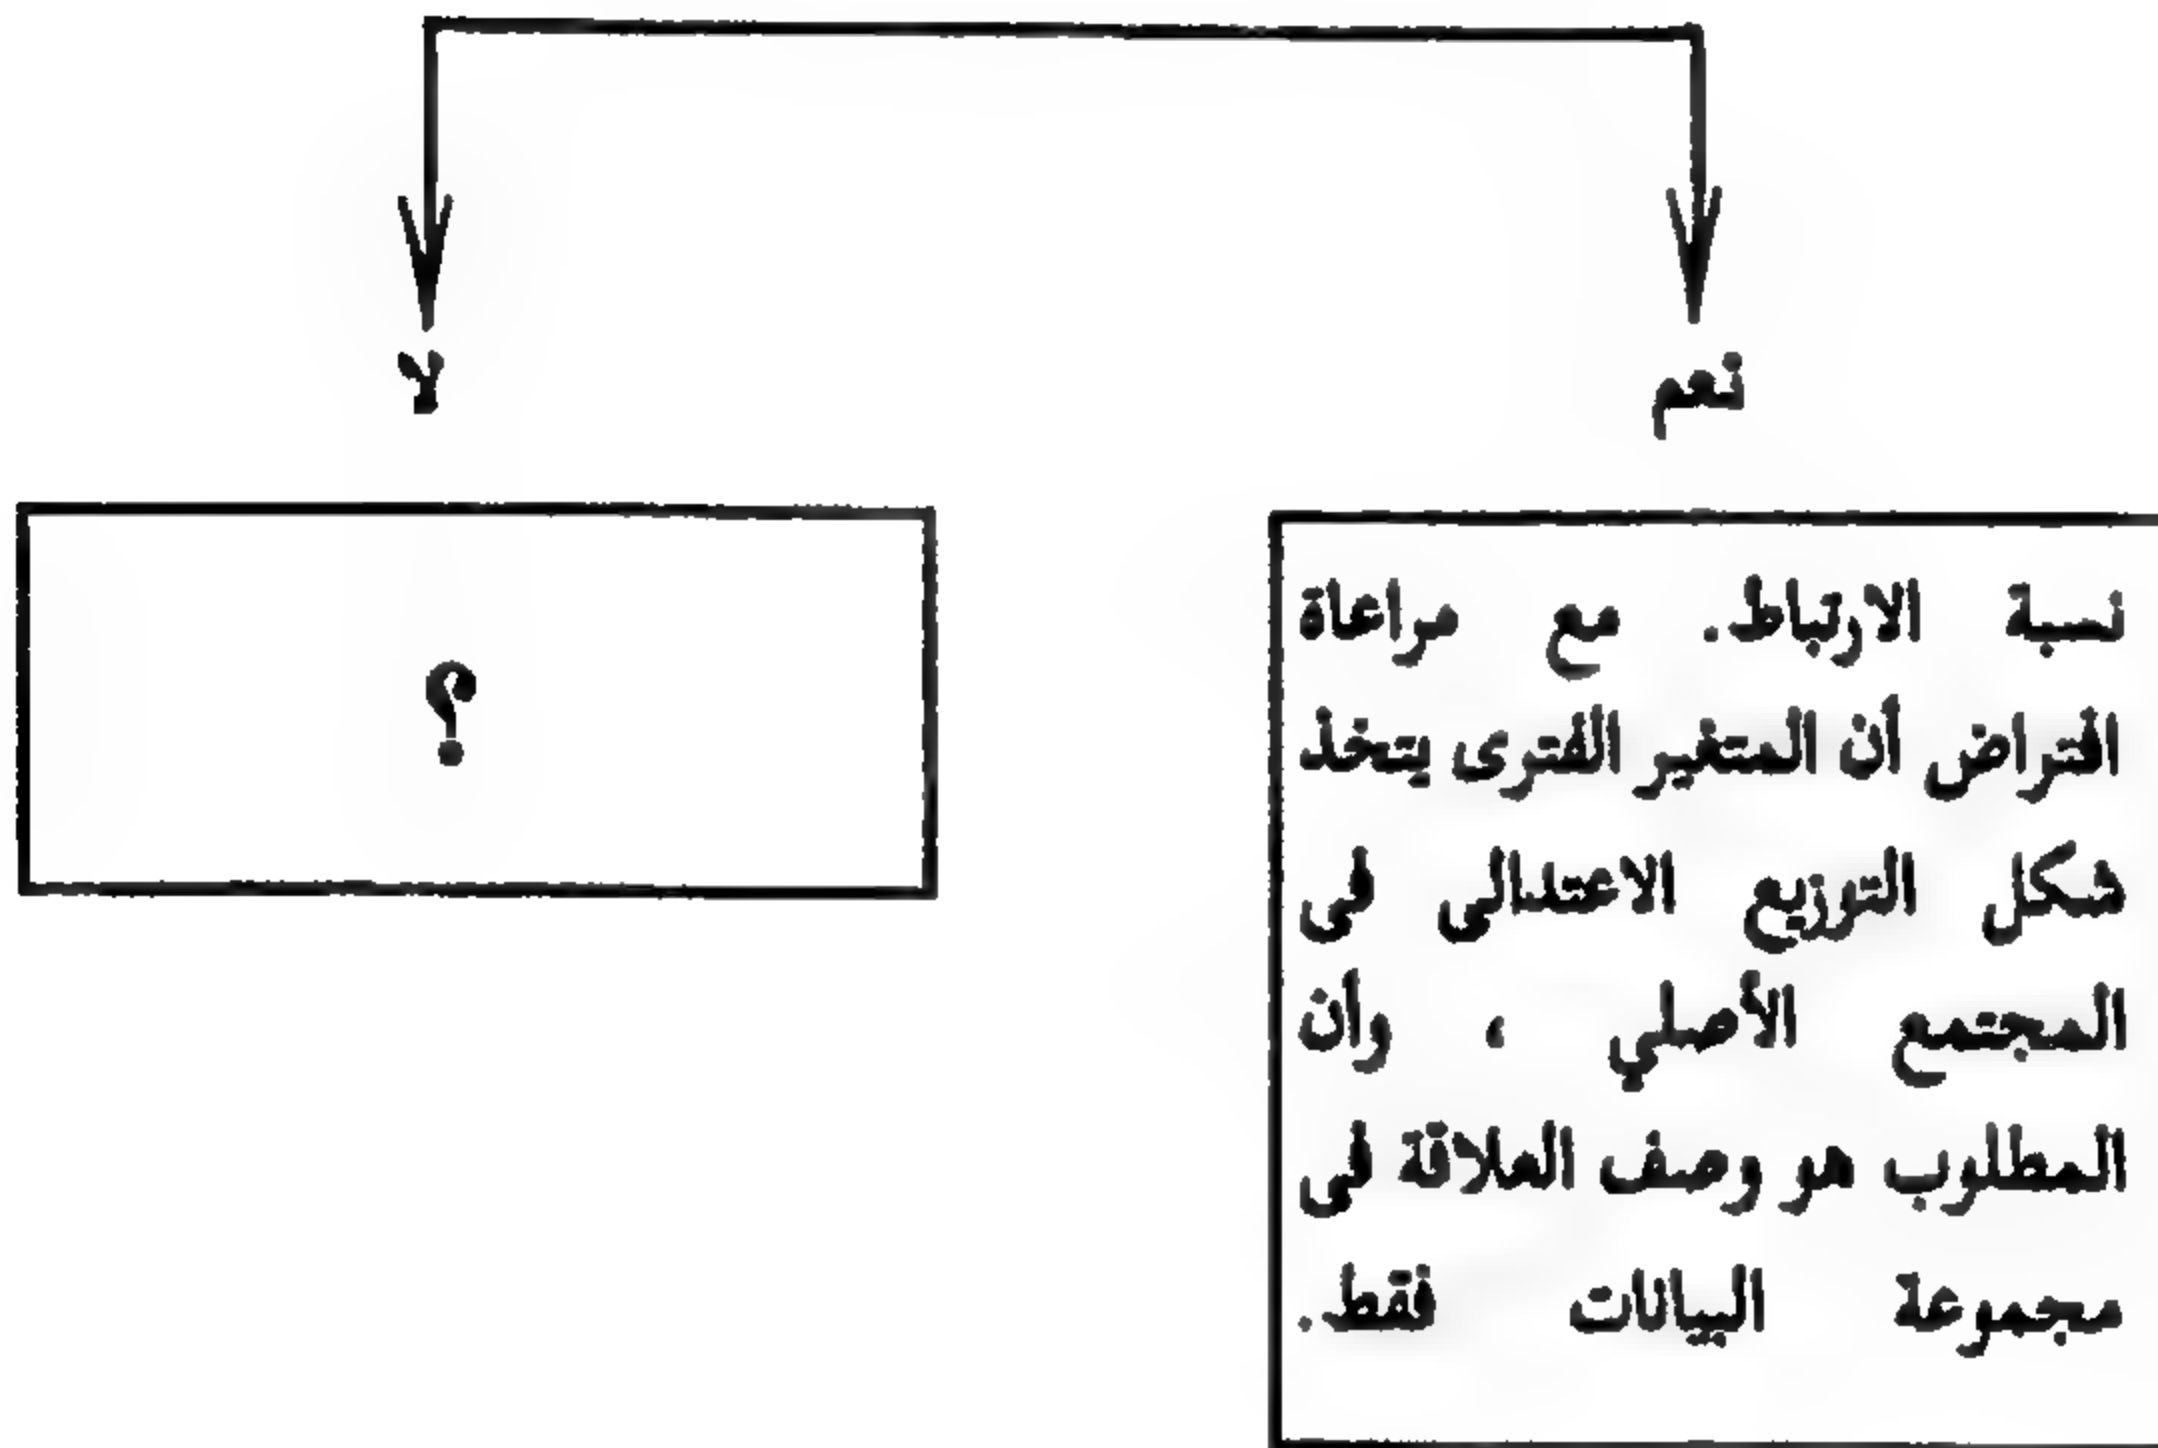 نعم
لا
نسبة الارتباط. مع مراعاة
افتراض أن المتغير الفترى يتخذ
شكل التوزيع الاعتدالى فى
المجتمع الأصلي ، وأن
المطلوب هو وصف العلاقة فى
مجموعة البيانات فقط.
؟